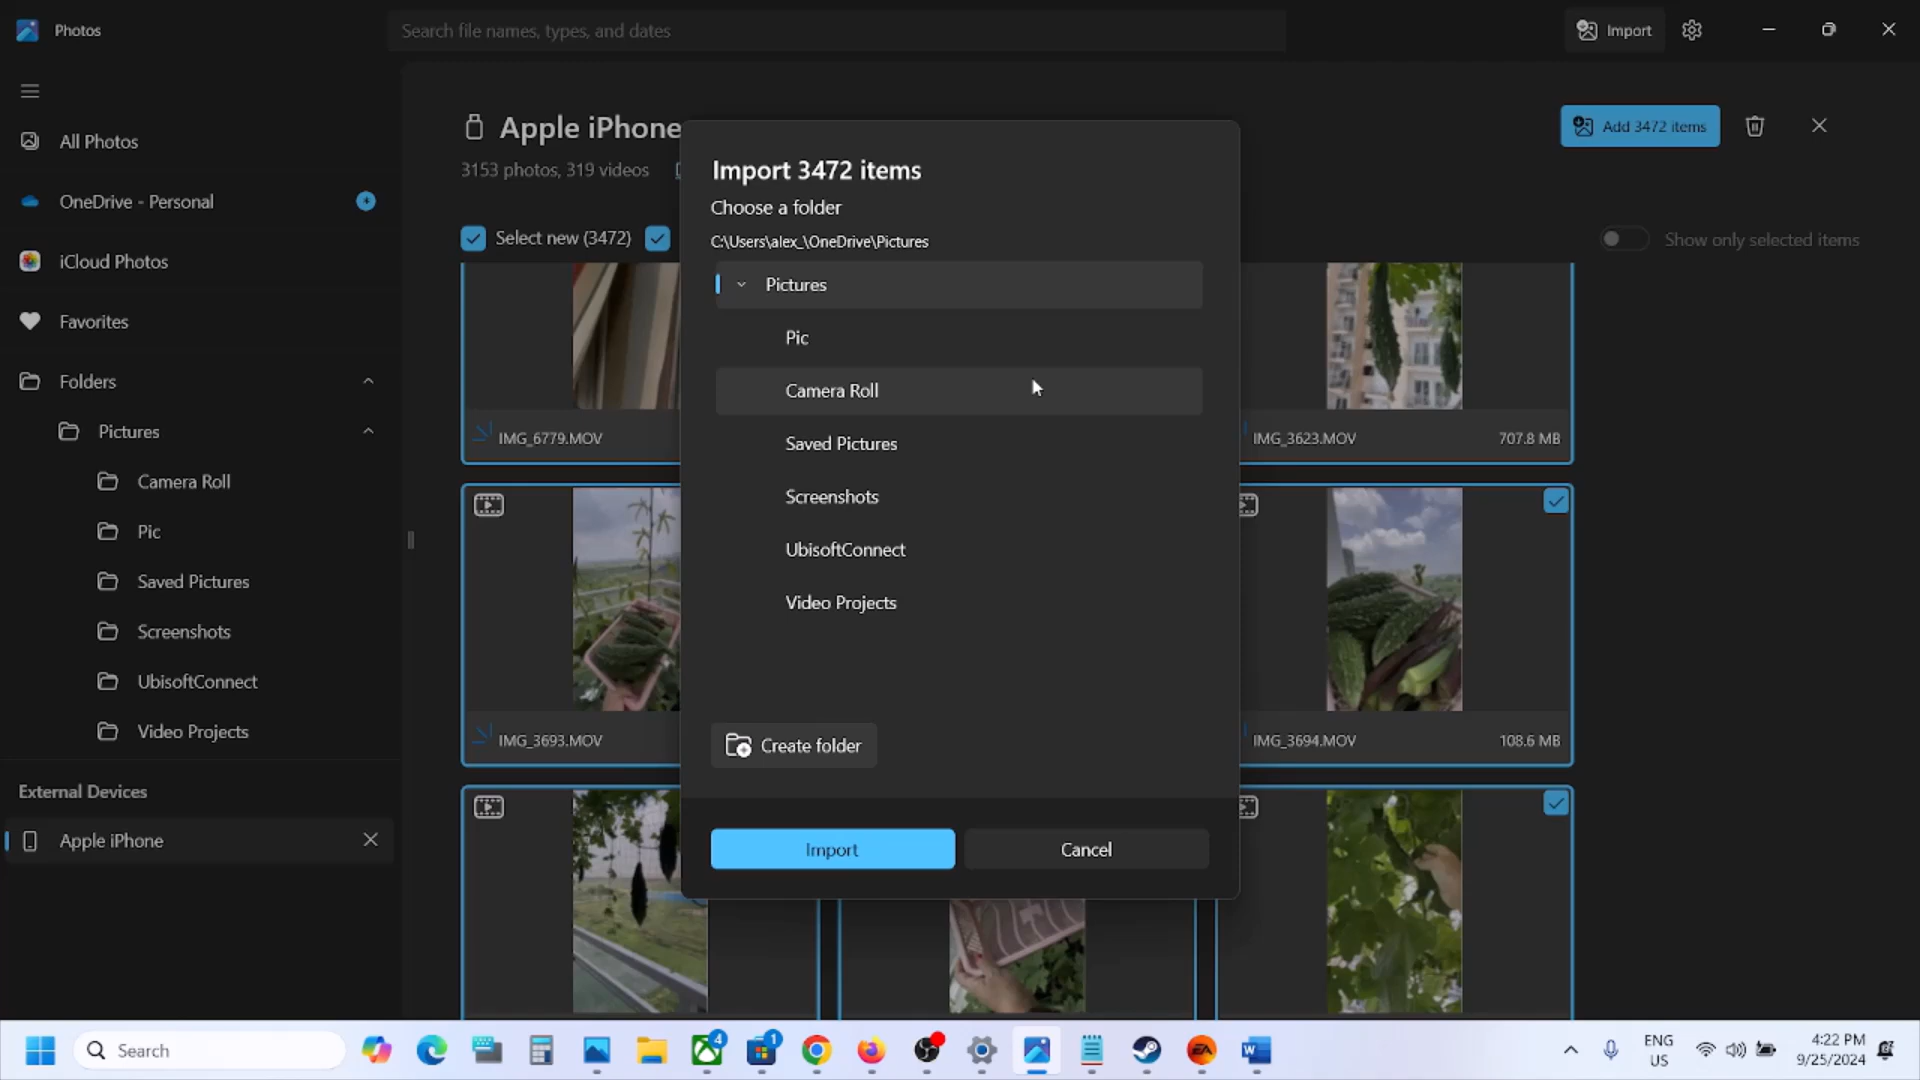 Photos
Search file names, types, and dates
Import
All Photos
OneDrive - Personal
iCloud Photos
Favorites
Folders
Pictures
Camera Roll
Pic
Saved Pictures
Screenshots
UbisoftConnect
Video Projects
External Devices
Apple iPhone
Apple iPhone
3153 photos, 319 videos
Add 3472 items
Select new (3472)
Show only selected items
IMG_6779.MOV
IMG_3623.MOV
707.8 MB
IMG_3693.MOV
IMG_3694.MOV
108.6 MB
Import 3472 items
Choose a folder
C:\Users\alex_\OneDrive\Pictures
Pictures
Pic
Camera Roll
Saved Pictures
Screenshots
UbisoftConnect
Video Projects
Create folder
Import
Cancel
Search
4
1
EA
W
ENG
US
4:22 PM
9/25/2024